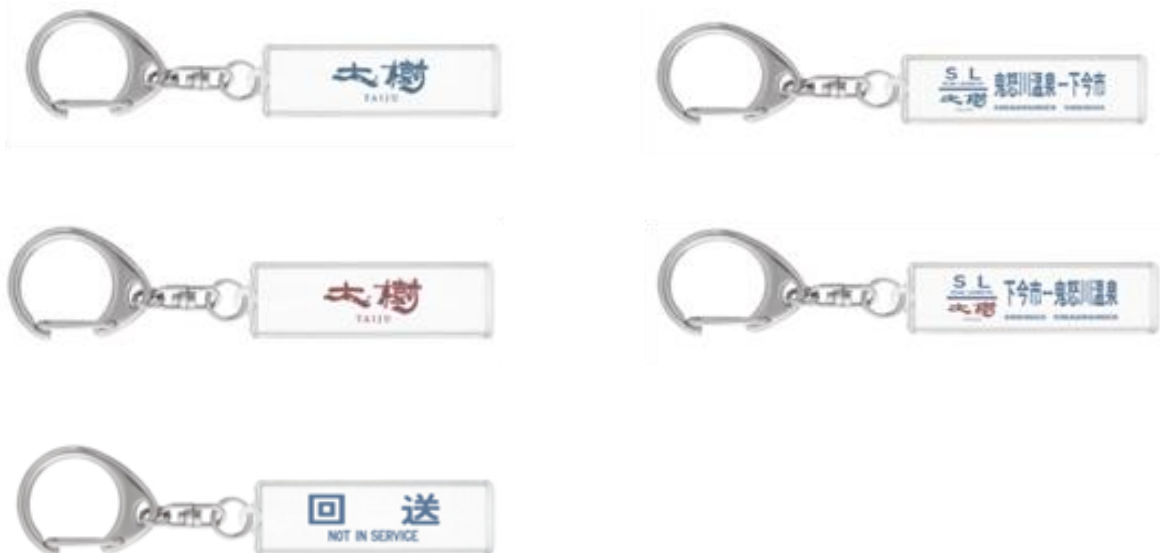 大樹
TAIJU
SL
大樹
鬼怒川温泉ー下今市
大樹
TAIJU
SL
大樹
下今市ー鬼怒川温泉
回 送
NOT IN SERVICE